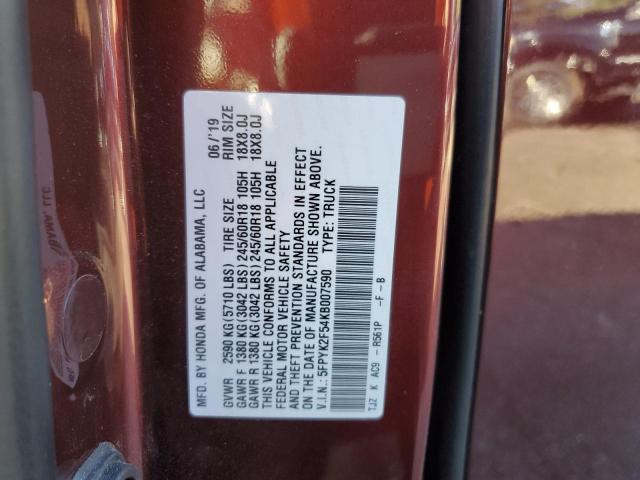 MFD. BY HONDA MFG. OF ALABAMA, LLC 06/'19
GVWR 2590 KG(5710 LBS) TIRE SIZE RIM SIZE
GAWR F 1380 KG(3042 LBS) 245/60R18 105H 18X8.0J
GAWR R 1380 KG(3042 LBS) 245/60R18 105H 18X8.0J
THIS VEHICLE CONFORMS TO ALL APPLICABLE
FEDERAL MOTOR VEHICLE SAFETY
AND THEFT PREVENTION STANDARDS IN EFFECT
ON THE DATE OF MANUFACTURE SHOWN ABOVE.
V.I.N.: 5FPYK2F54KB007590 TYPE: TRUCK
TJZ K AC9 - R561P -F - B